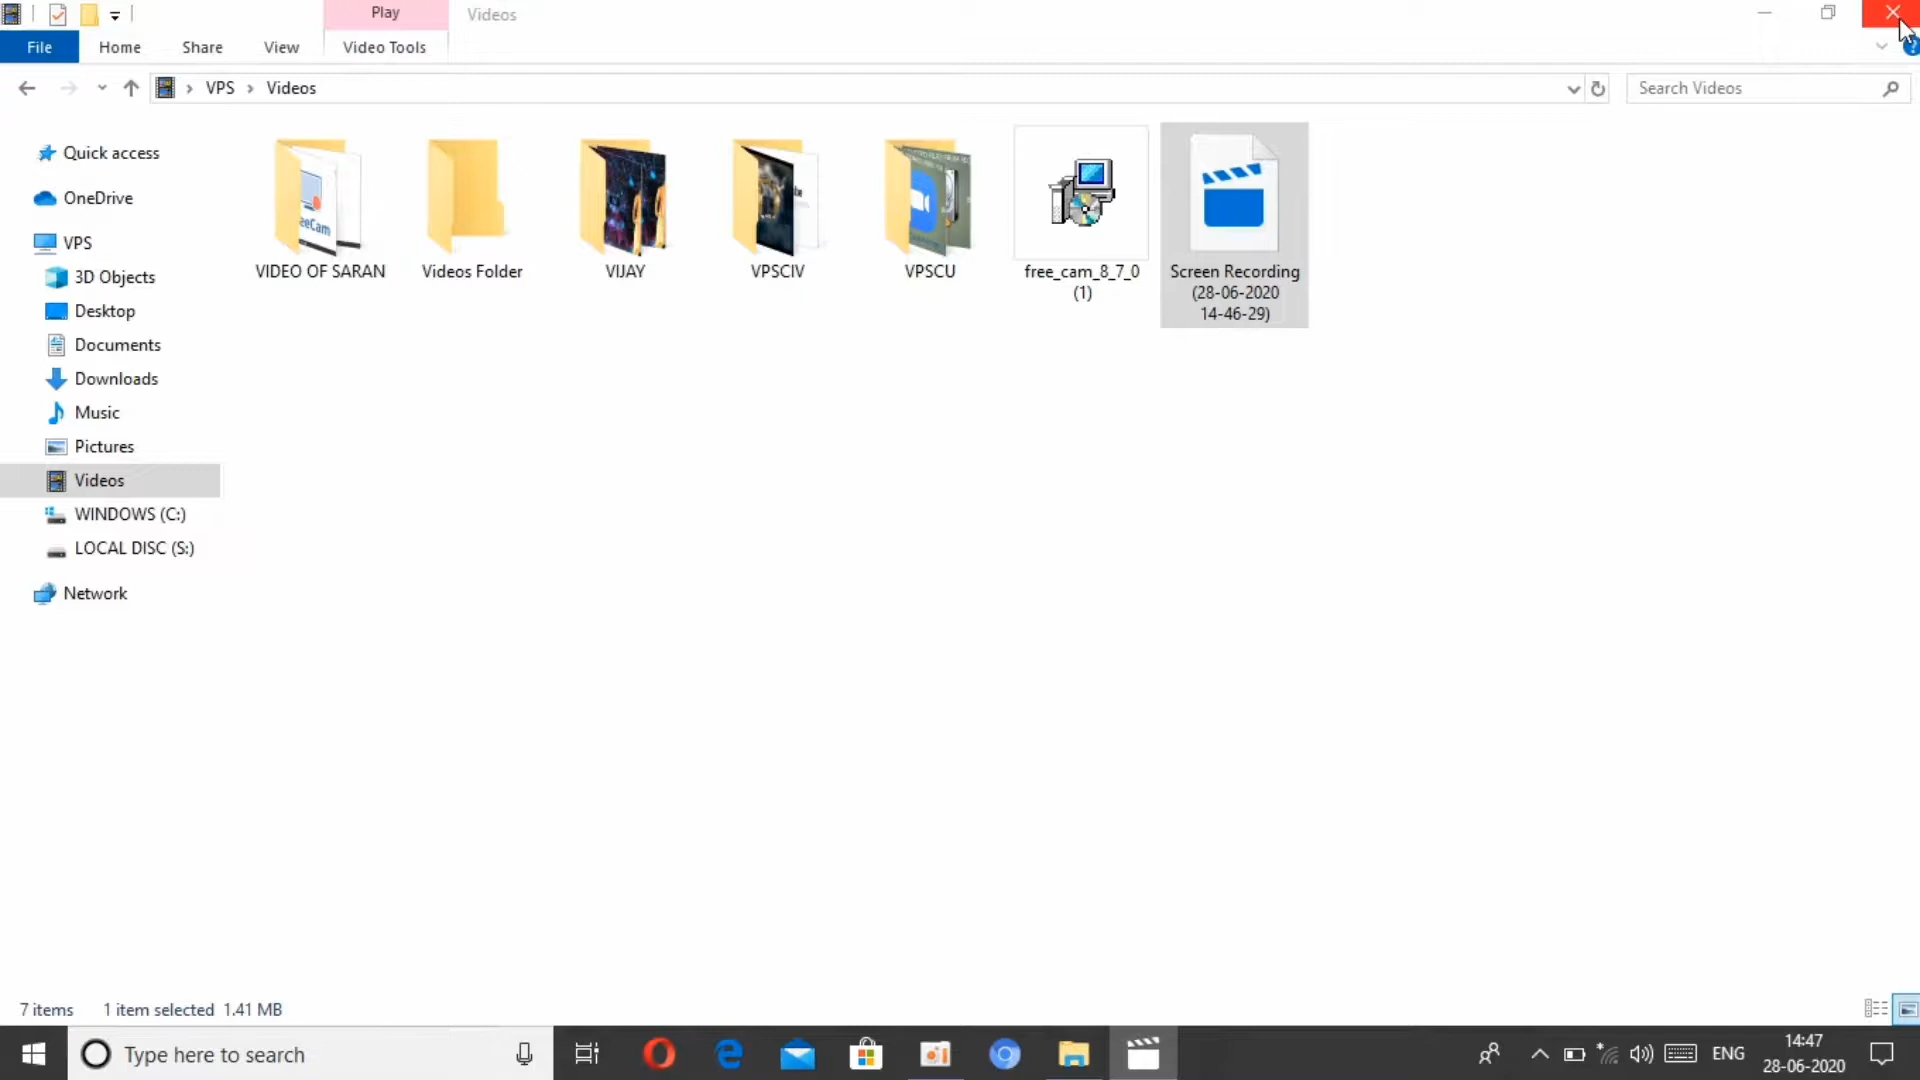 Play
Videos
File
Home
Share
View
Video Tools
VPS
Videos
Search Videos
Quick access
OneDrive
VPS
3D Objects
Desktop
Documents
Downloads
Music
Pictures
Videos
WINDOWS (C:)
LOCAL DISC (S:)
Network
eeCam
VIDEO OF SARAN
Videos Folder
VIJAY
VPSCIV
VPSCU
free_cam_8_7_0
(1)
Screen Recording
(28-06-2020
14-46-29)
7 items
1 item selected 1.41 MB
Type here to search
ENG
14:47
28-06-2020